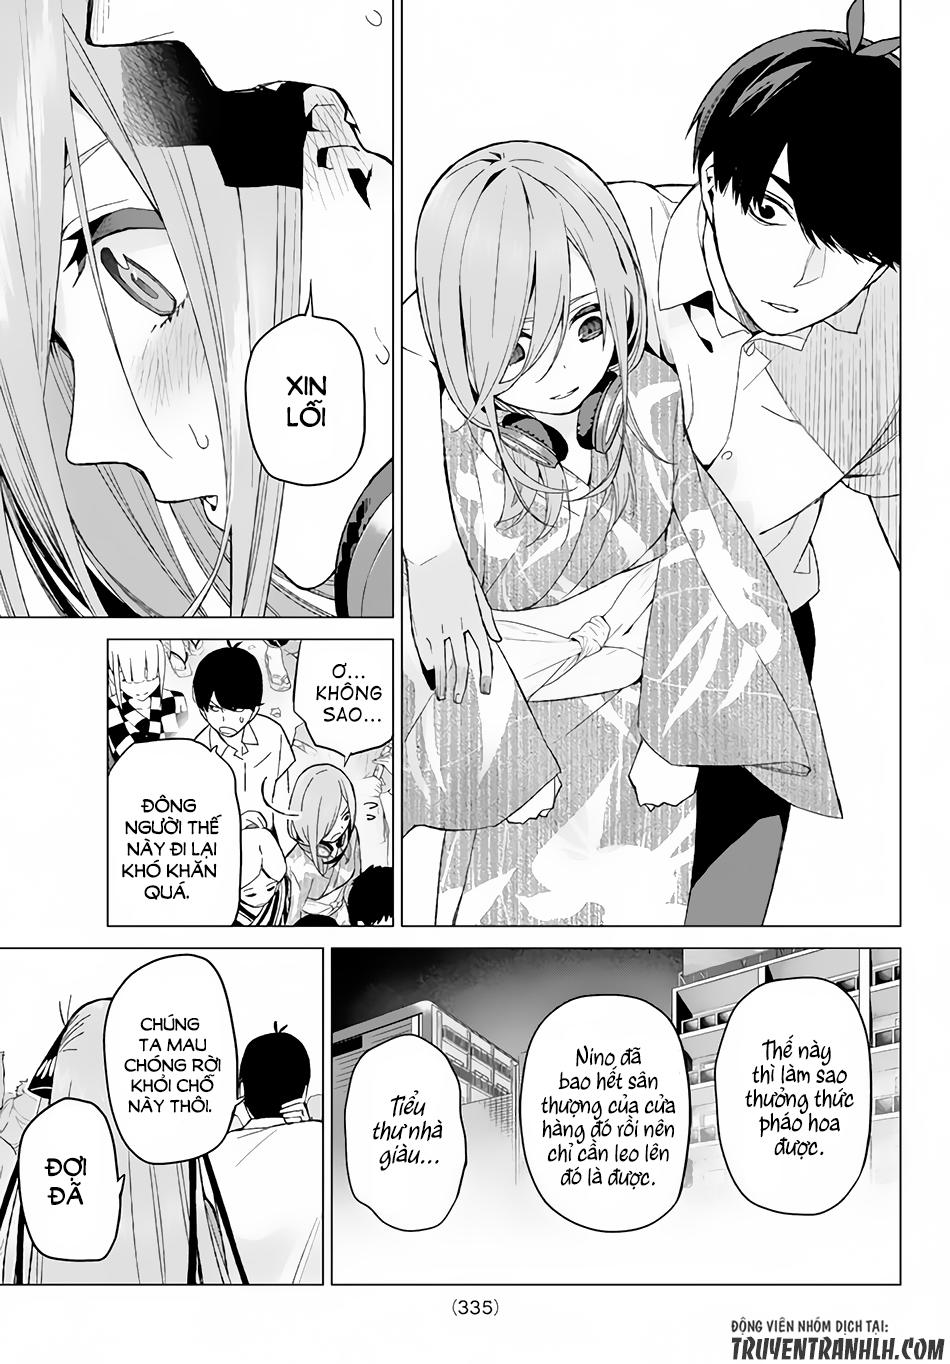 XIN
LỖI
Ơ...
KHÔNG
SAO...
ĐÔNG
NGƯỜI THẾ
NÀY ĐI LẠI
KHÓ KHĂN
QUÁ.
Thế này
thì làm sao
thưởng thức
pháo hoa
được.
Nino đã
bao hết sân
thượng của cửa
hàng đó rồi nên
chỉ cần leo lên
đó là được.
Tiểu
thư nhà
giàu...
CHÚNG
TA MAU
CHÓNG RỜI
KHỎI CHỖ
NÀY THÔI.
ĐỢI
ĐÃ
(335)
ĐỘNG VIÊN NHÓM DỊCH TẠI:
TRUYENTRANHLH.COM